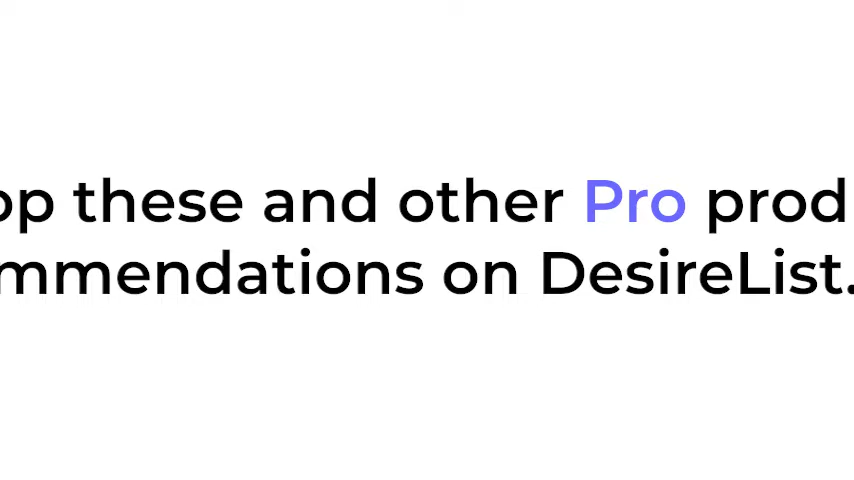 op these and other Pro prod
mmendations on DesireList.